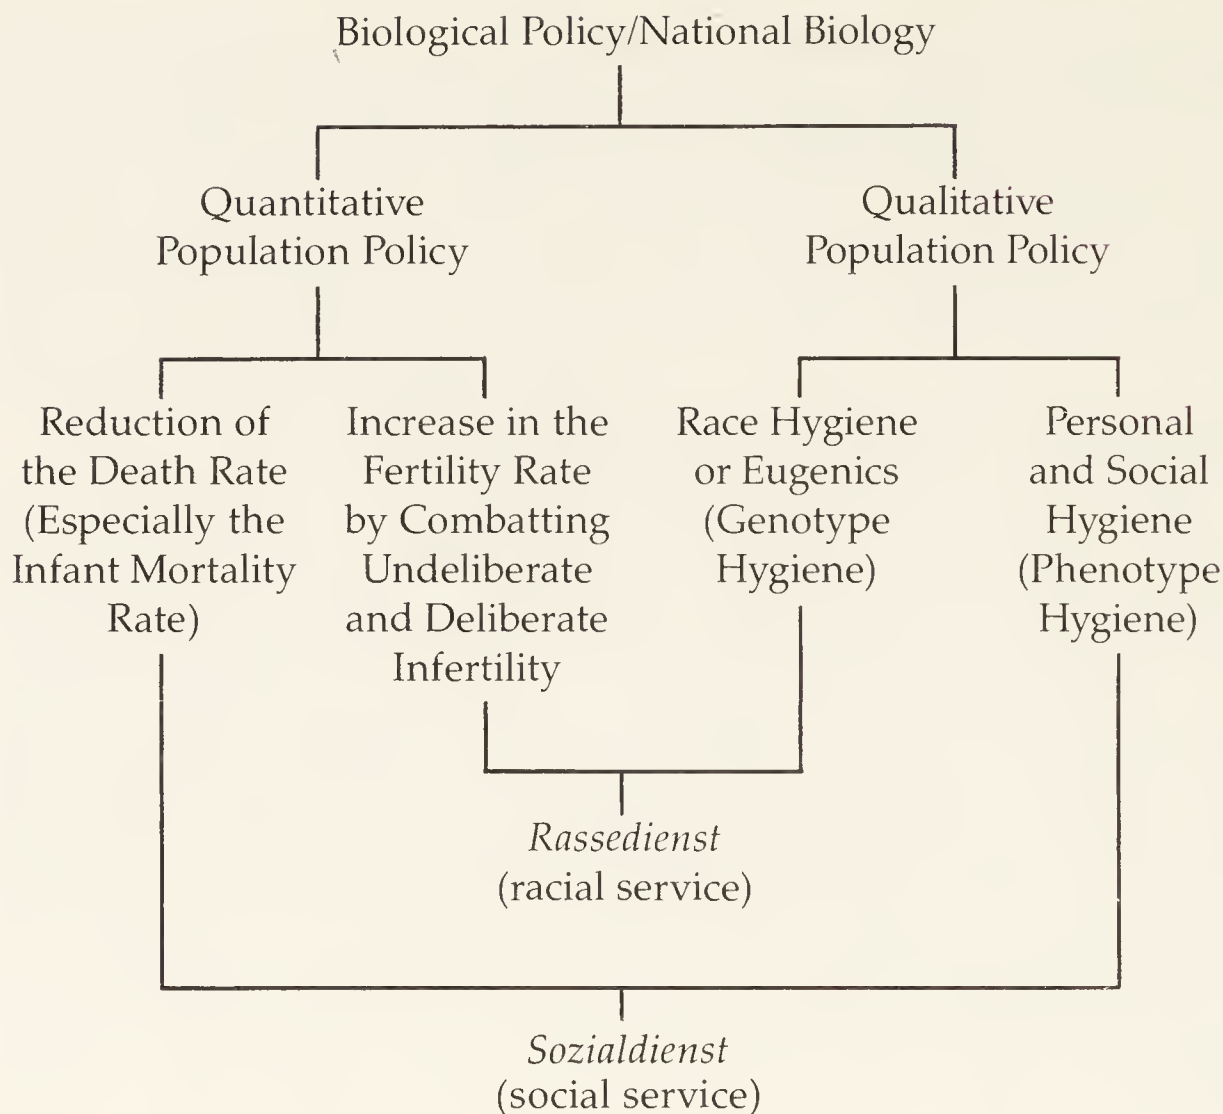 Biological Policy/National Biology
Quantitative
Population Policy
Qualitative
Population Policy
Reduction of
the Death Rate
(Especially the
Infant Mortality
Rate)
Increase in the
Fertility Rate
by Combatting
Undeliberate
and Deliberate
Infertility
Race Hygiene
or Eugenics
(Genotype
Hygiene)
Personal
and Social
Hygiene
(Phenotype
Hygiene)
Rassedienst
(racial service)
Sozialdienst
(social service)